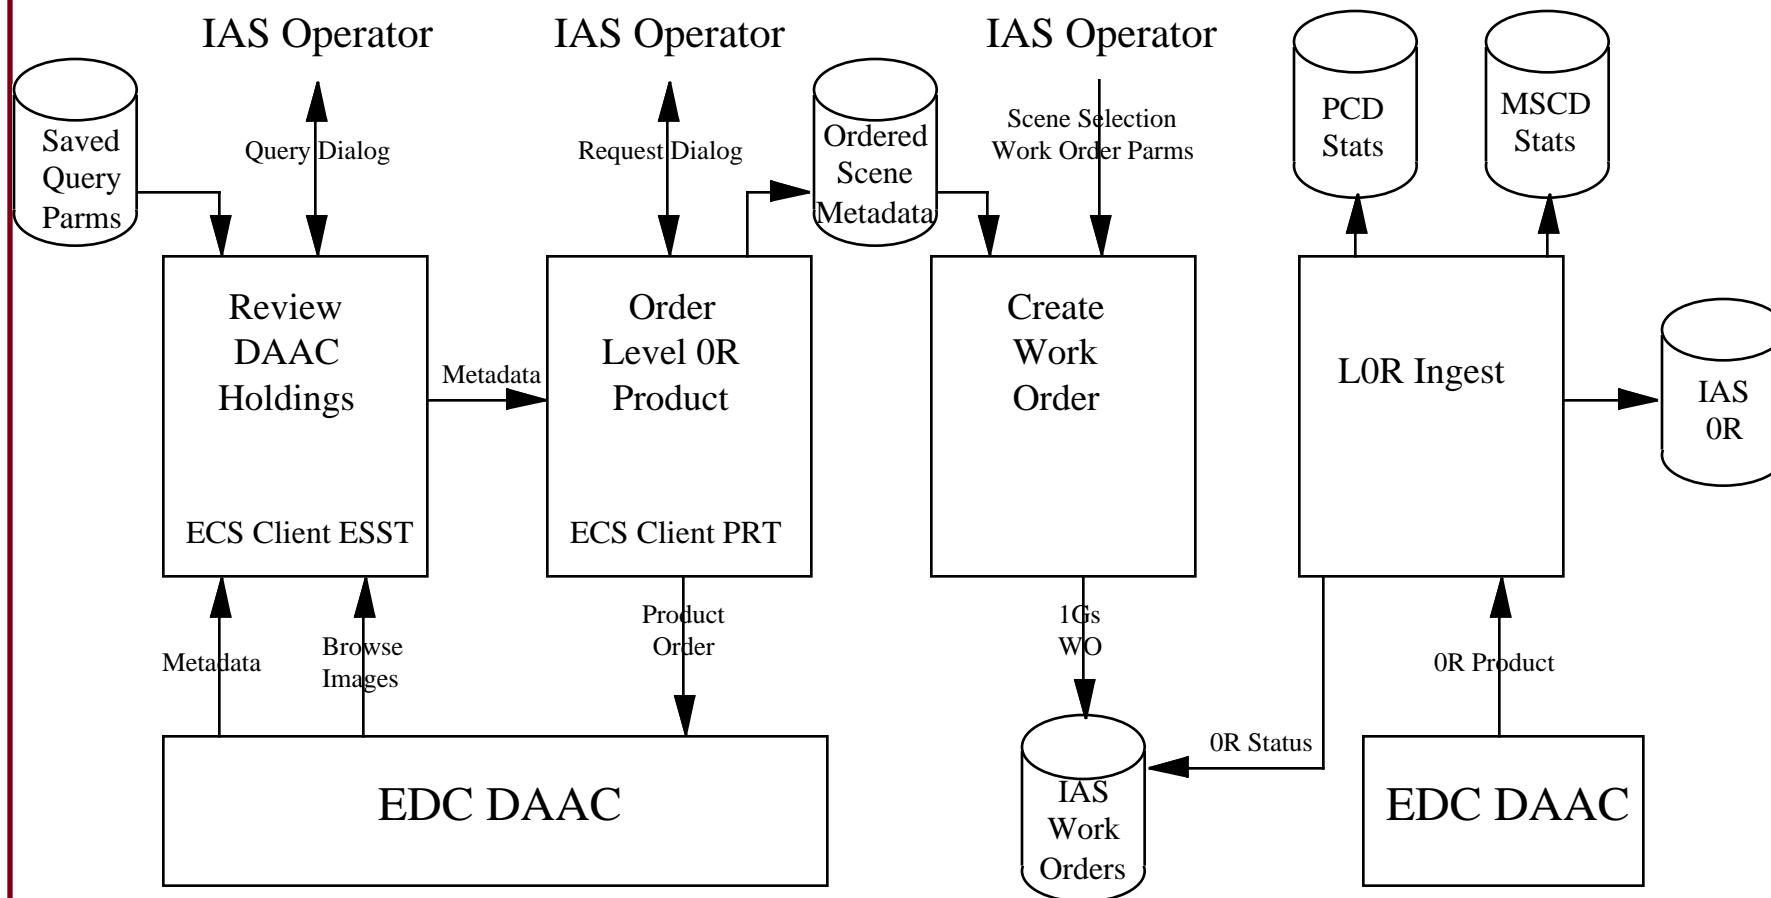 IAS Operator
IAS Operator
IAS Operator
Saved
Query
Parms
Query Dialog
Request Dialog
Ordered
Scene
Metadata
Scene Selection
Work Order Parms
PCD
Stats
MSCD
Stats
Review
DAAC
Holdings
ECS Client ESST
Metadata
Order
Level 0R
Product
ECS Client PRT
Create
Work
Order
L0R Ingest
IAS
0R
Metadata
Browse
Images
Product
Order
1Gs
WO
0R Product
0R Status
EDC DAAC
IAS
Work
Orders
EDC DAAC